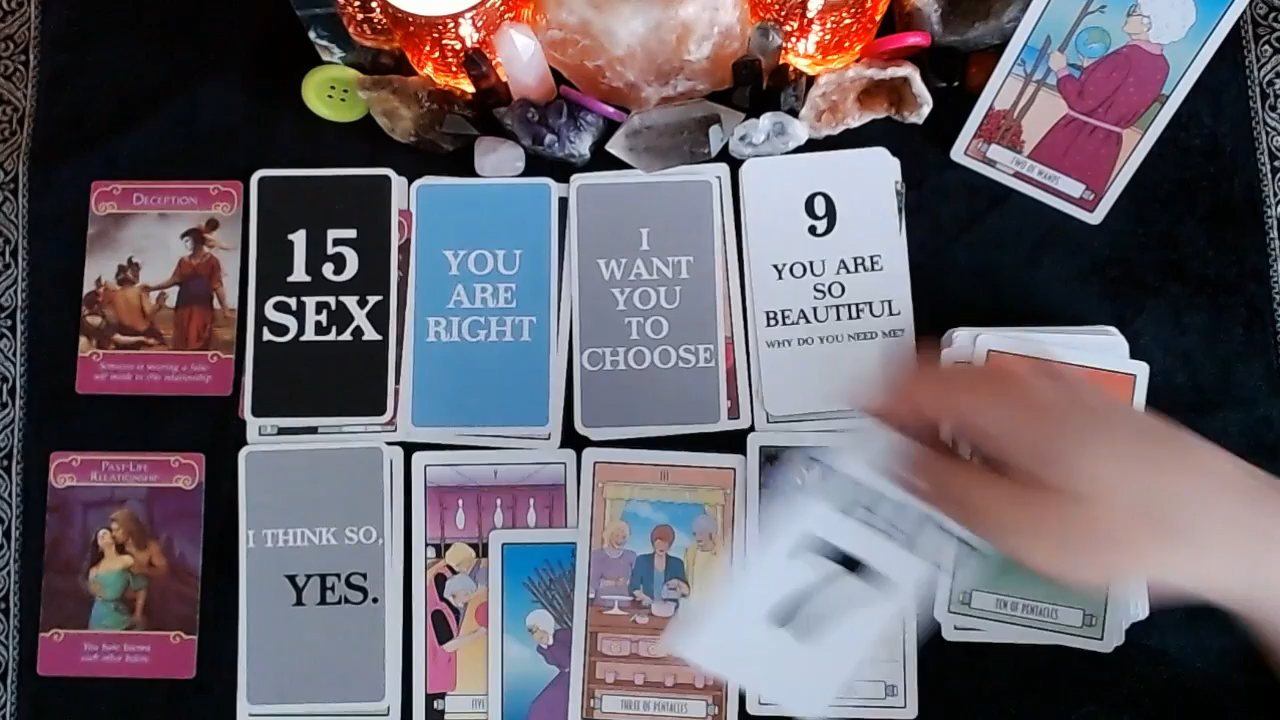 TWO OF WANDS
DECEPTION
Someone is wearing a false
self mask in this relationship.
15
SEX
YOU
ARE
RIGHT
I
WANT
YOU
TO
CHOOSE
9
YOU ARE
SO
BEAUTIFUL
WHY DO YOU NEED ME?
PAST-LIFE
RELATIONSHIP
You have known
each other before.
I THINK SO,
YES.
V
FIVE
III
THREE OF PENTACLES
TEN OF PENTACLES